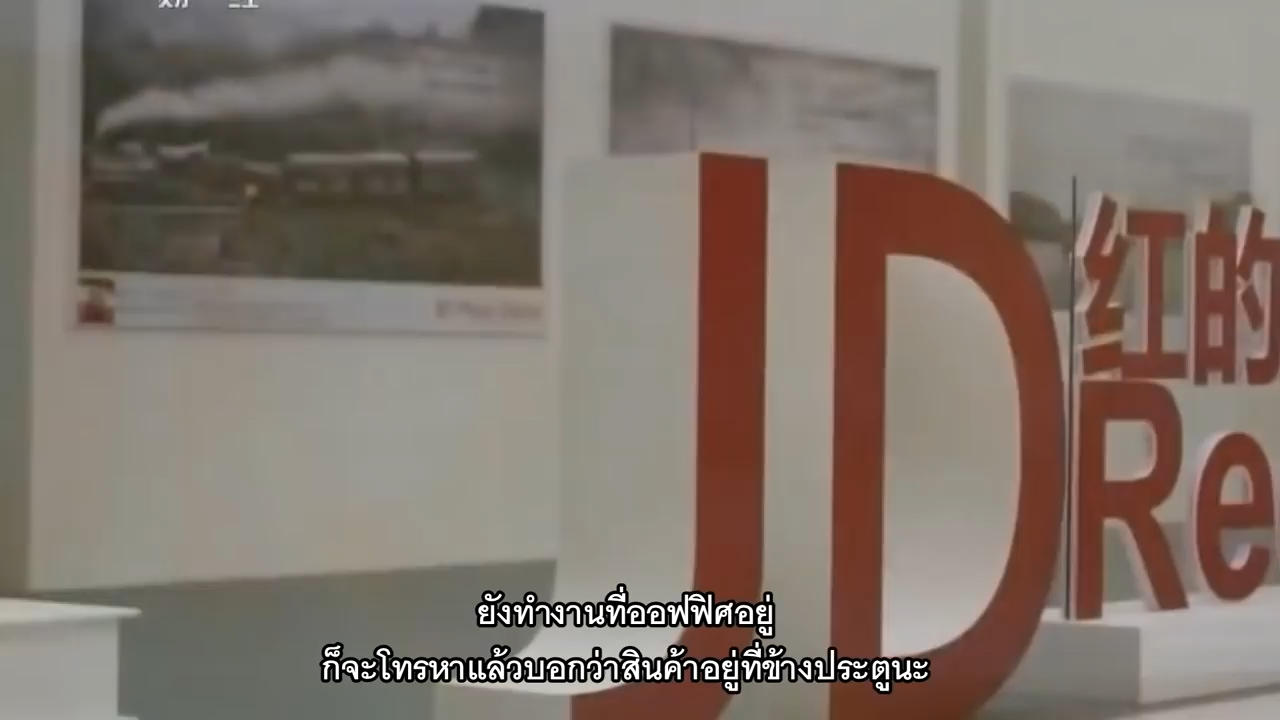 JD
红的
Re
ยังทำงานที่ออฟฟิศอยู่
ก็จะโทรหาแล้วบอกว่าสินค้าอยู่ที่ข้างประตูนะ